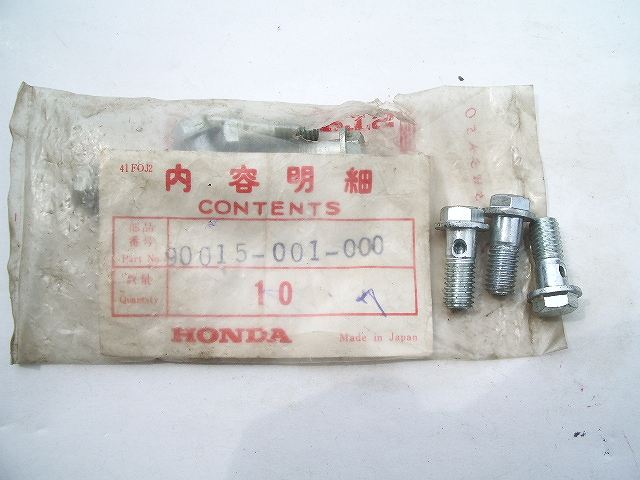 41FOJ2
内容明細
CONTENTS
部品
番号
Part No. 90015-001-000
数量
Quantity 10 7
HONDA Made in Japan